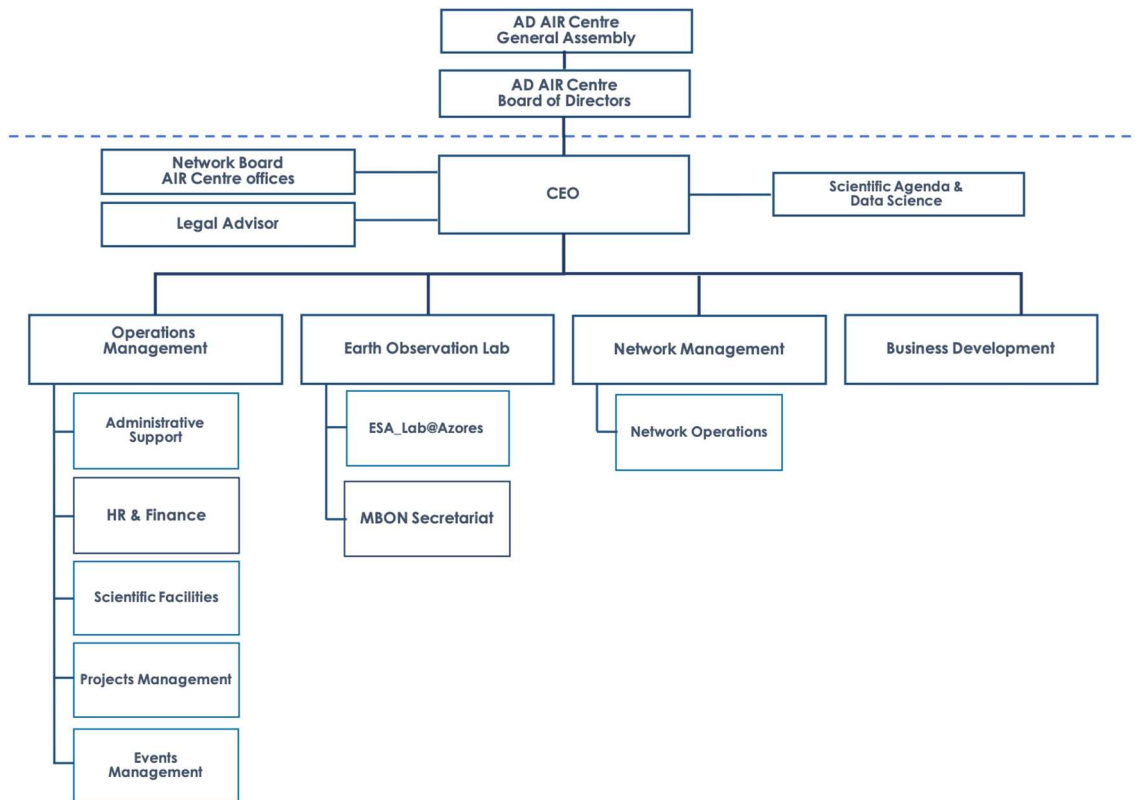 AD AIR Centre
General Assembly
AD AIR Centre
Board of Directors
Network Board
AIR Centre offices
Legal Advisor
CEO
Scientific Agenda &
Data Science
Operations
Management
Earth Observation Lab
Network Management
Business Development
Administrative
Support
HR & Finance
Scientific Facilities
Projects Management
Events
Management
ESA_Lab@Azores
MBON Secretariat
Network Operations